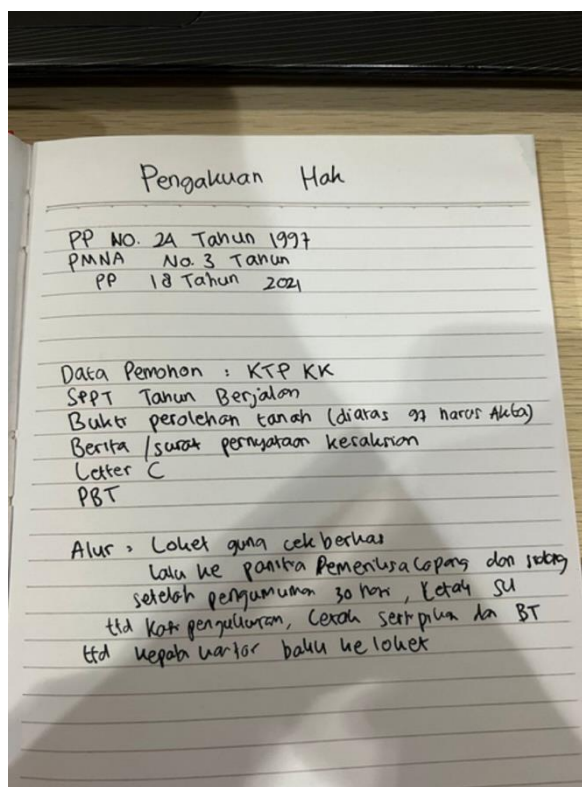 Pengakuan Hak
PP NO. 24 Tahun 1997
PMNA No. 3 Tahun
PP 18 Tahun 2021
Data Pemohon : KTP KK
SPPT Tahun Berjalan
Bukti perolehan tanah (diatas 97 harus Akta)
Berita / surat pernyataan kesaksian
Letter C
PBT
Alur : Loket guna cek berkas
lalu ke panitia Pemeriksa Lapang dan sidang
setelah pengumuman 30 hari, Cetak SU
ttd Kasi pengukuran, Cetak sertipikat dan BT
ttd kepala kantor balik ke loket